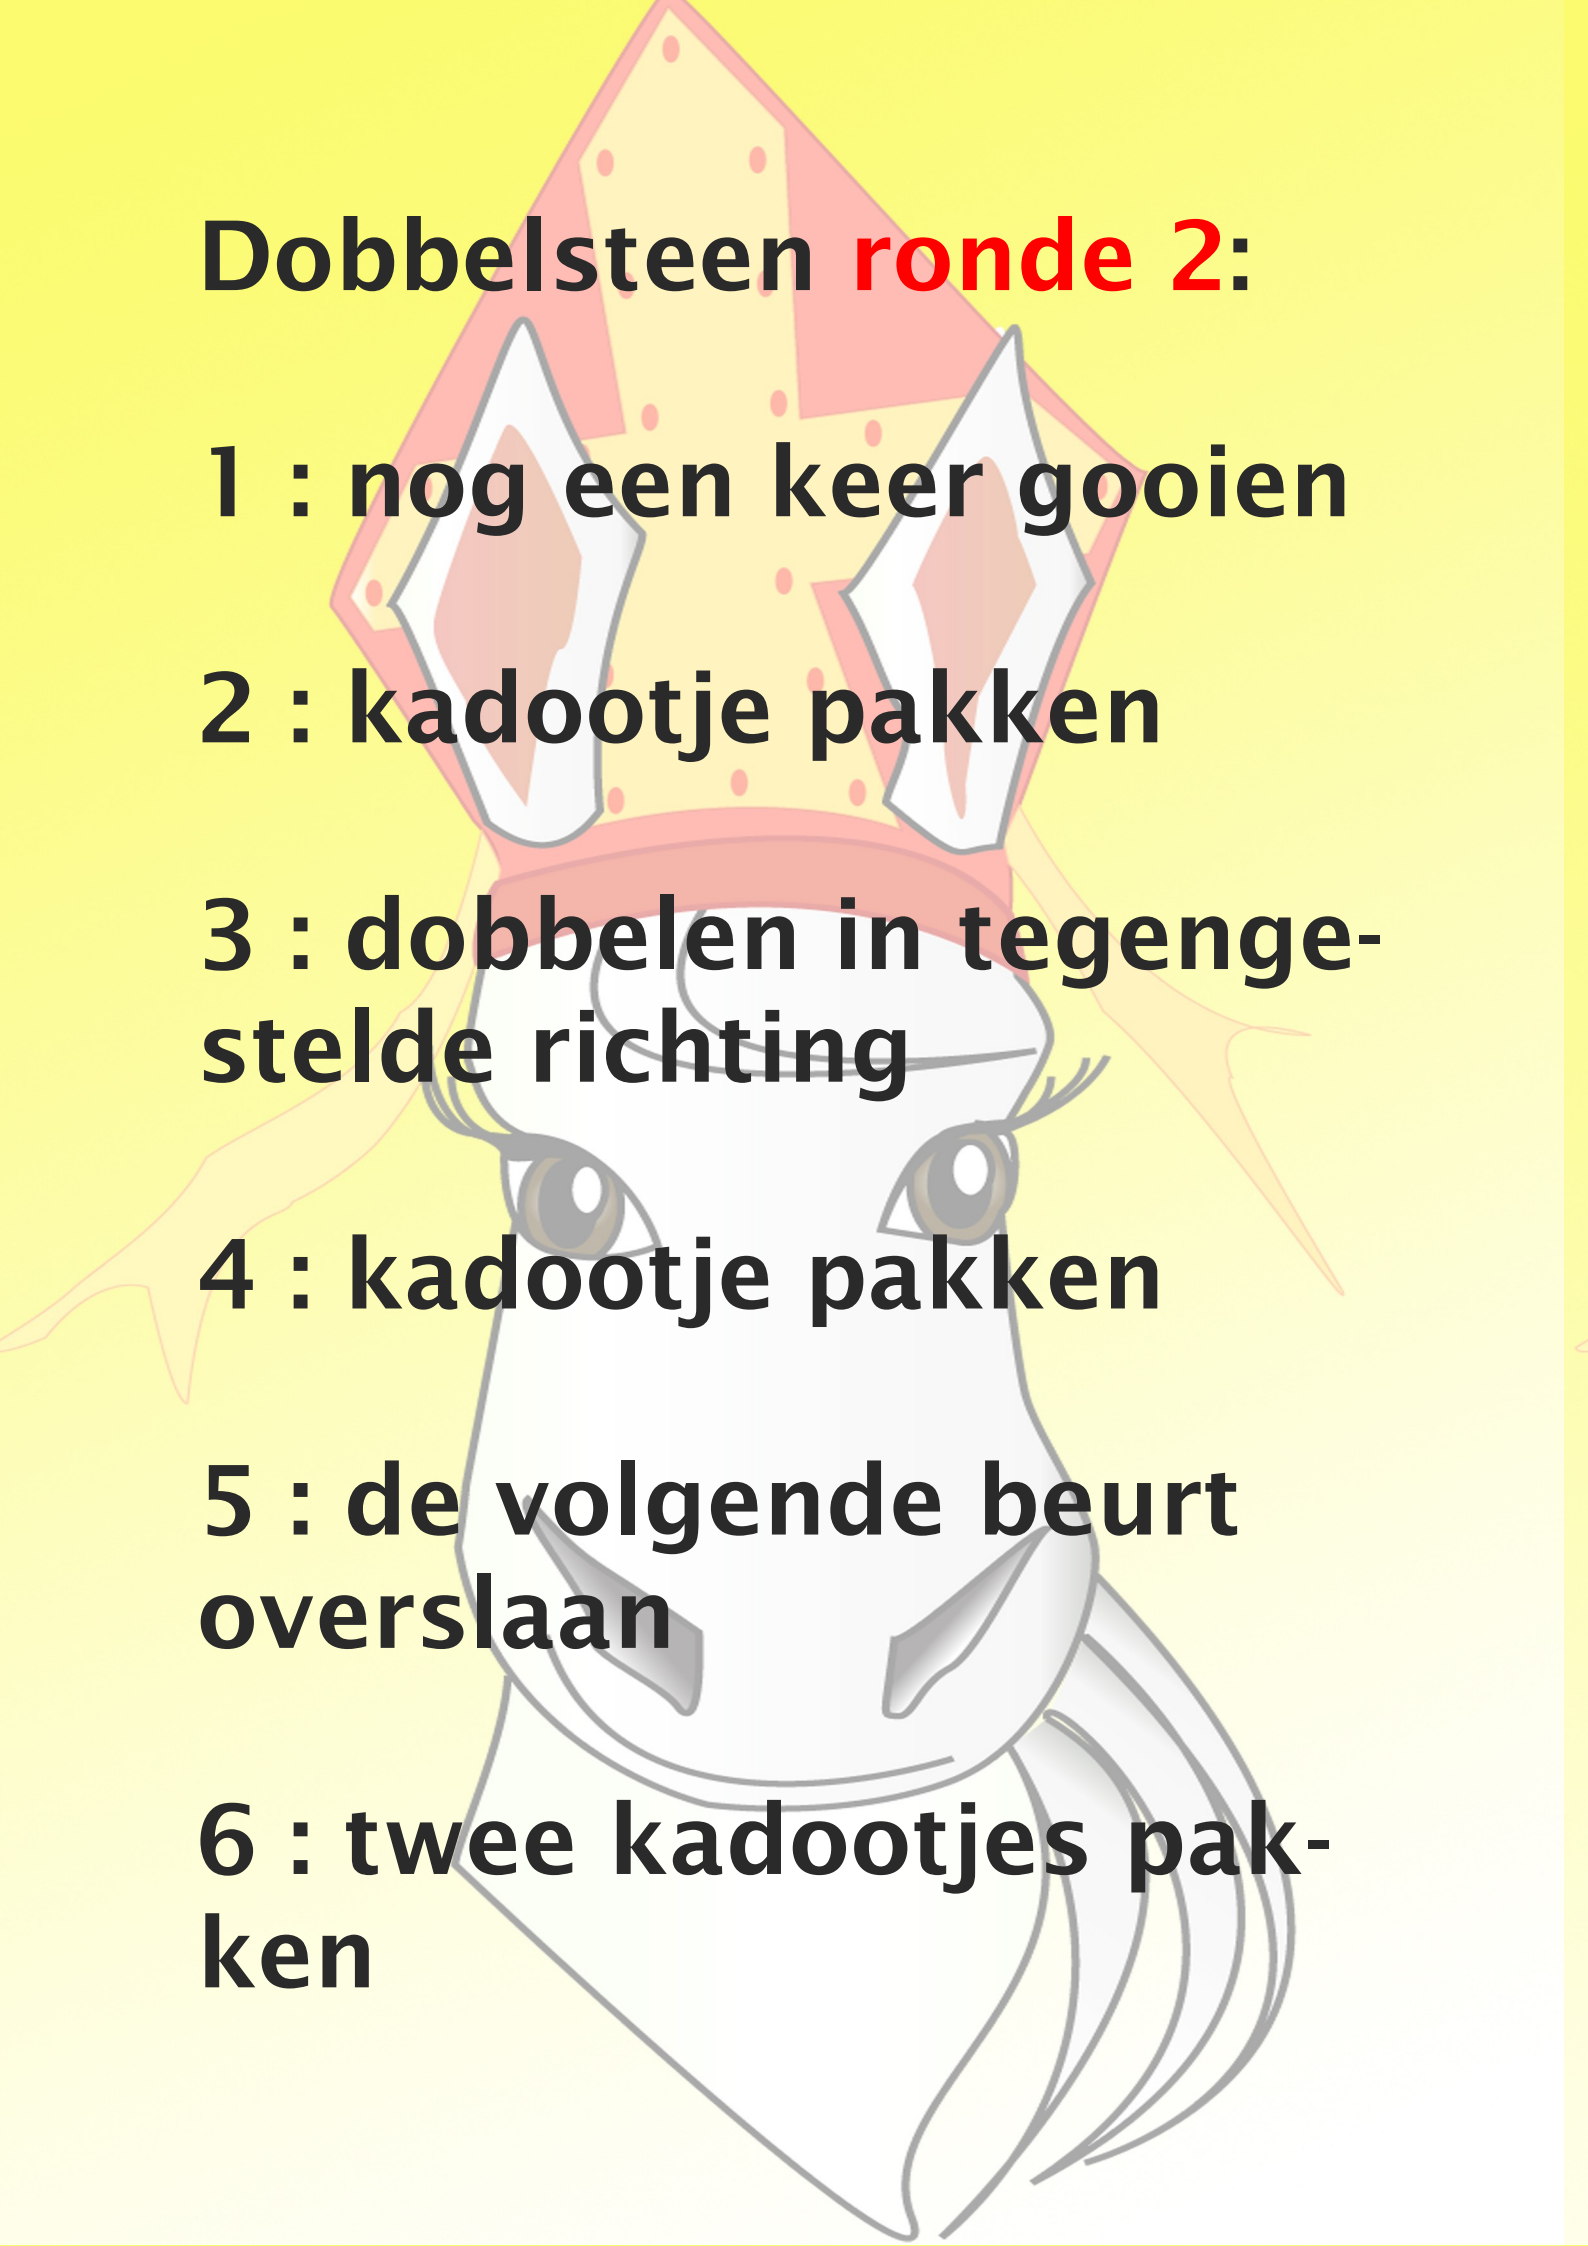 Dobbelsteen ronde 2:
1 : nog een keer gooien
2 : kadootje pakken
3 : dobbelen in tegenge-
stelde richting
4 : kadootje pakken
5 : de volgende beurt
overslaan
6 : twee kadootjes pak-
ken